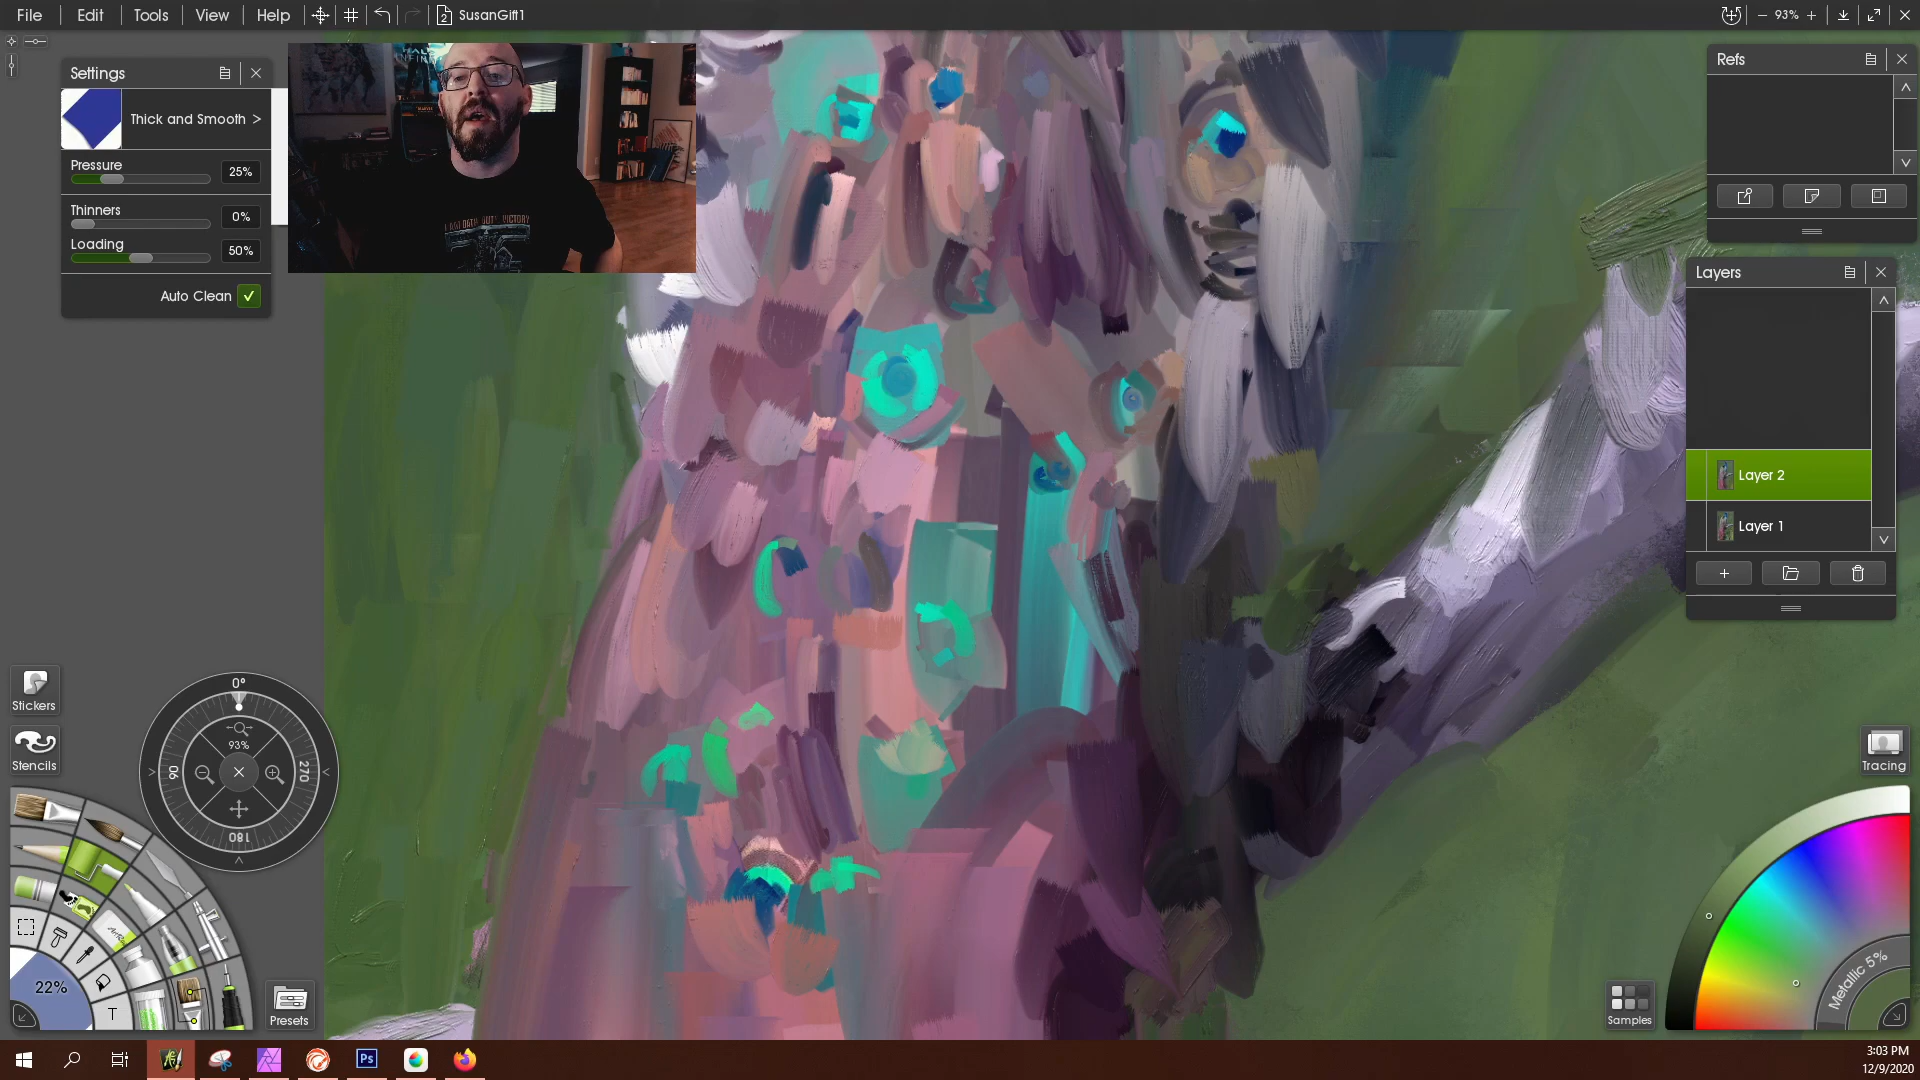 File Edit Tools View Help SusanGift1 93%
Settings
Thick and Smooth >
Pressure 25%
Thinners 0%
Loading 50%
Auto Clean
Refs
Layers
Layer 2
Layer 1
Stickers
Stencils
0°
93%
90
270
180
22%
T
Presets
Tracing
Metallic 5%
Samples
Ps
3:03 PM
12/9/2020